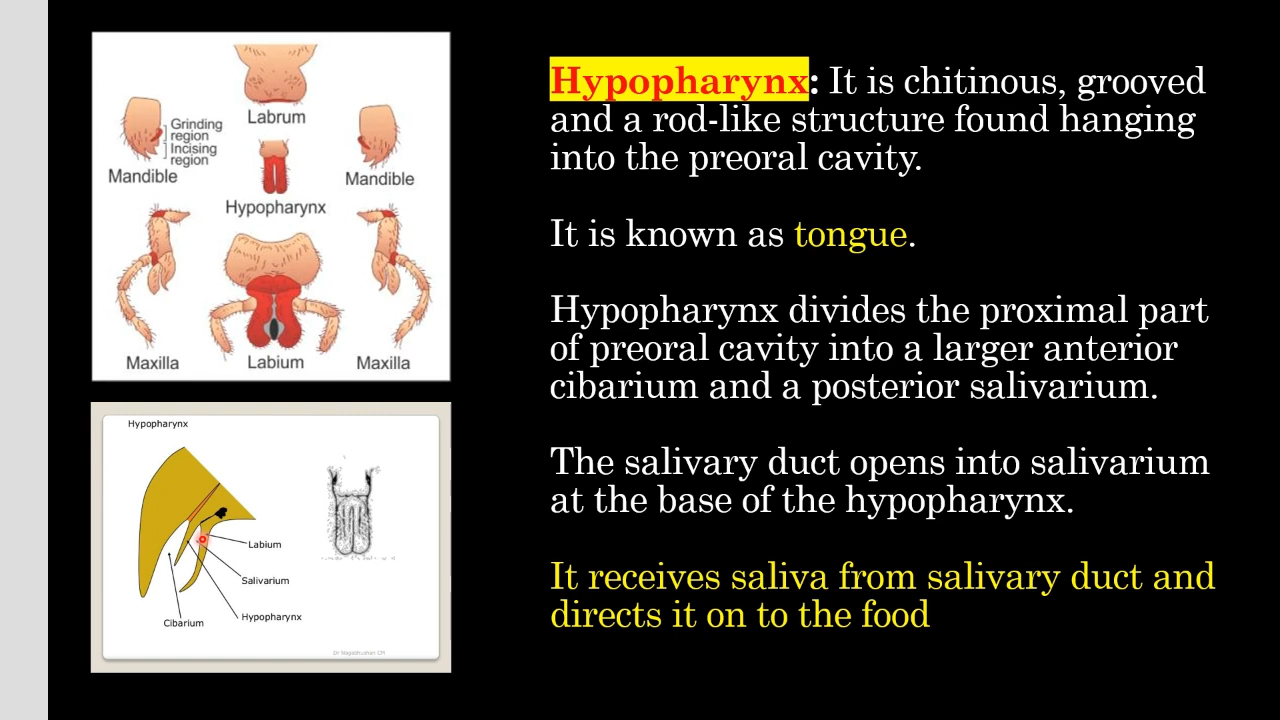 Labrum
Grinding
region
Incising
region
Mandible
Mandible
Hypopharynx
Maxilla
Labium
Maxilla
Hypopharynx
Labium
Salivarium
Hypopharynx
Cibarium
Dr Nagabhushan CM
Hypopharynx: It is chitinous, grooved
and a rod-like structure found hanging
into the preoral cavity.
It is known as tongue.
Hypopharynx divides the proximal part
of preoral cavity into a larger anterior
cibarium and a posterior salivarium.
The salivary duct opens into salivarium
at the base of the hypopharynx.
It receives saliva from salivary duct and
directs it on to the food